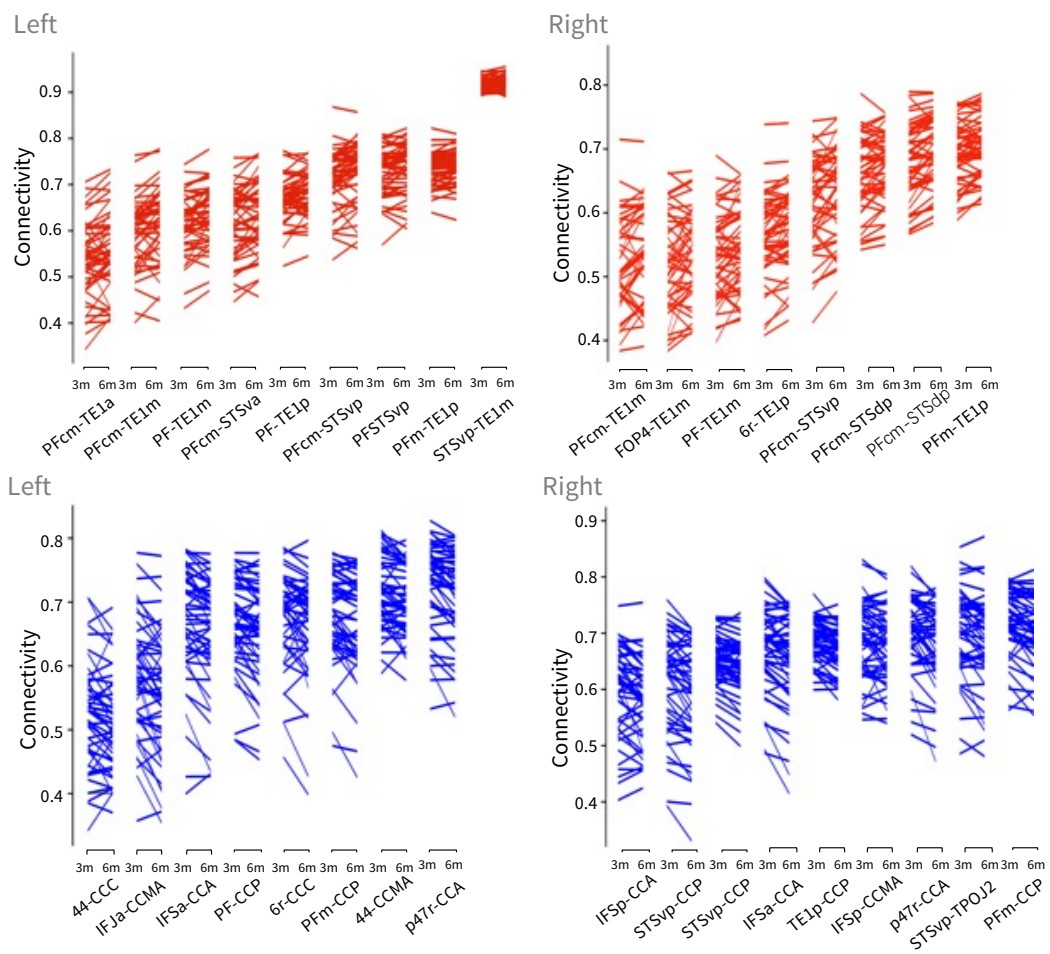 Left
Connectivity
0.9
0.8
0.7
0.6
0.5
0.4
3m 6m 3m 6m 3m 6m 3m 6m 3m 6m 3m 6m 3m 6m 3m 6m 3m 6m
PFcm-TE1a
PFcm-TE1m
PF-TE1m
PFcm-STSva
PF-TE1p
PFcm-STSvp
PFSTSvp
PFm-TE1p
STSvp-TE1m
Right
Connectivity
0.8
0.7
0.6
0.5
0.4
3m 6m 3m 6m 3m 6m 3m 6m 3m 6m 3m 6m 3m 6m 3m 6m
PFcm-TE1m
FOP4-TE1m
PF-TE1m
6r-TE1p
PFcm-STSvp
PFcm-STSdp
PFcm-STSdp
PFm-TE1p
Left
Connectivity
0.8
0.7
0.6
0.5
0.4
3m 6m 3m 6m 3m 6m 3m 6m 3m 6m 3m 6m 3m 6m 3m 6m
44-CCC
IFJa-CCMA
IFSa-CCA
PF-CCP
6r-CCC
PFm-CCP
44-CCMA
p47r-CCA
Right
Connectivity
0.9
0.8
0.7
0.6
0.5
0.4
3m 6m 3m 6m 3m 6m 3m 6m 3m 6m 3m 6m 3m 6m 3m 6m 3m 6m
IFSp-CCA
STSvp-CCP
STSvp-CCP
IFSa-CCA
TE1p-CCP
IFSp-CCMA
p47r-CCA
STSvp-TPOJ2
PFm-CCP